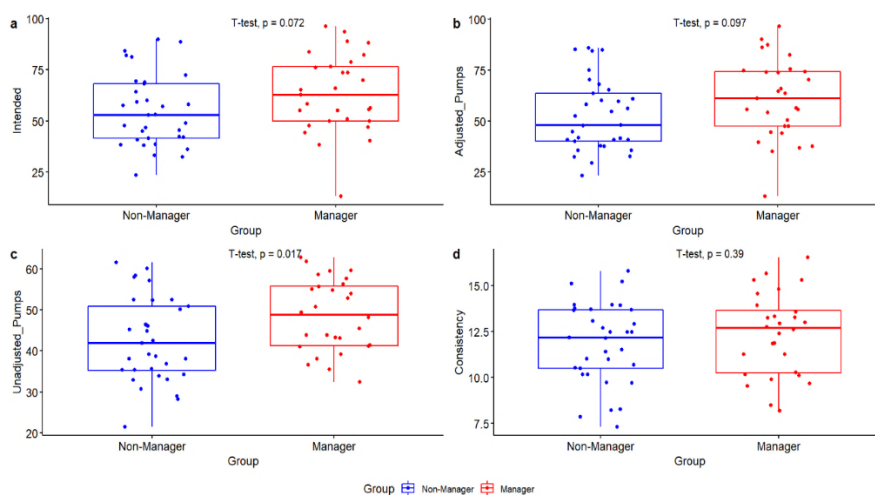 a
T-test, p = 0.072
100
75
50
25
Intended
Non-Manager
Manager
Group
b
T-test, p = 0.097
100
75
50
25
Adjusted_Pumps
Non-Manager
Manager
Group
c
T-test, p = 0.017
60
50
40
30
20
Unadjusted_Pumps
Non-Manager
Manager
Group
d
T-test, p = 0.39
15.0
12.5
10.0
7.5
Consistency
Non-Manager
Manager
Group
Group Non-Manager Manager